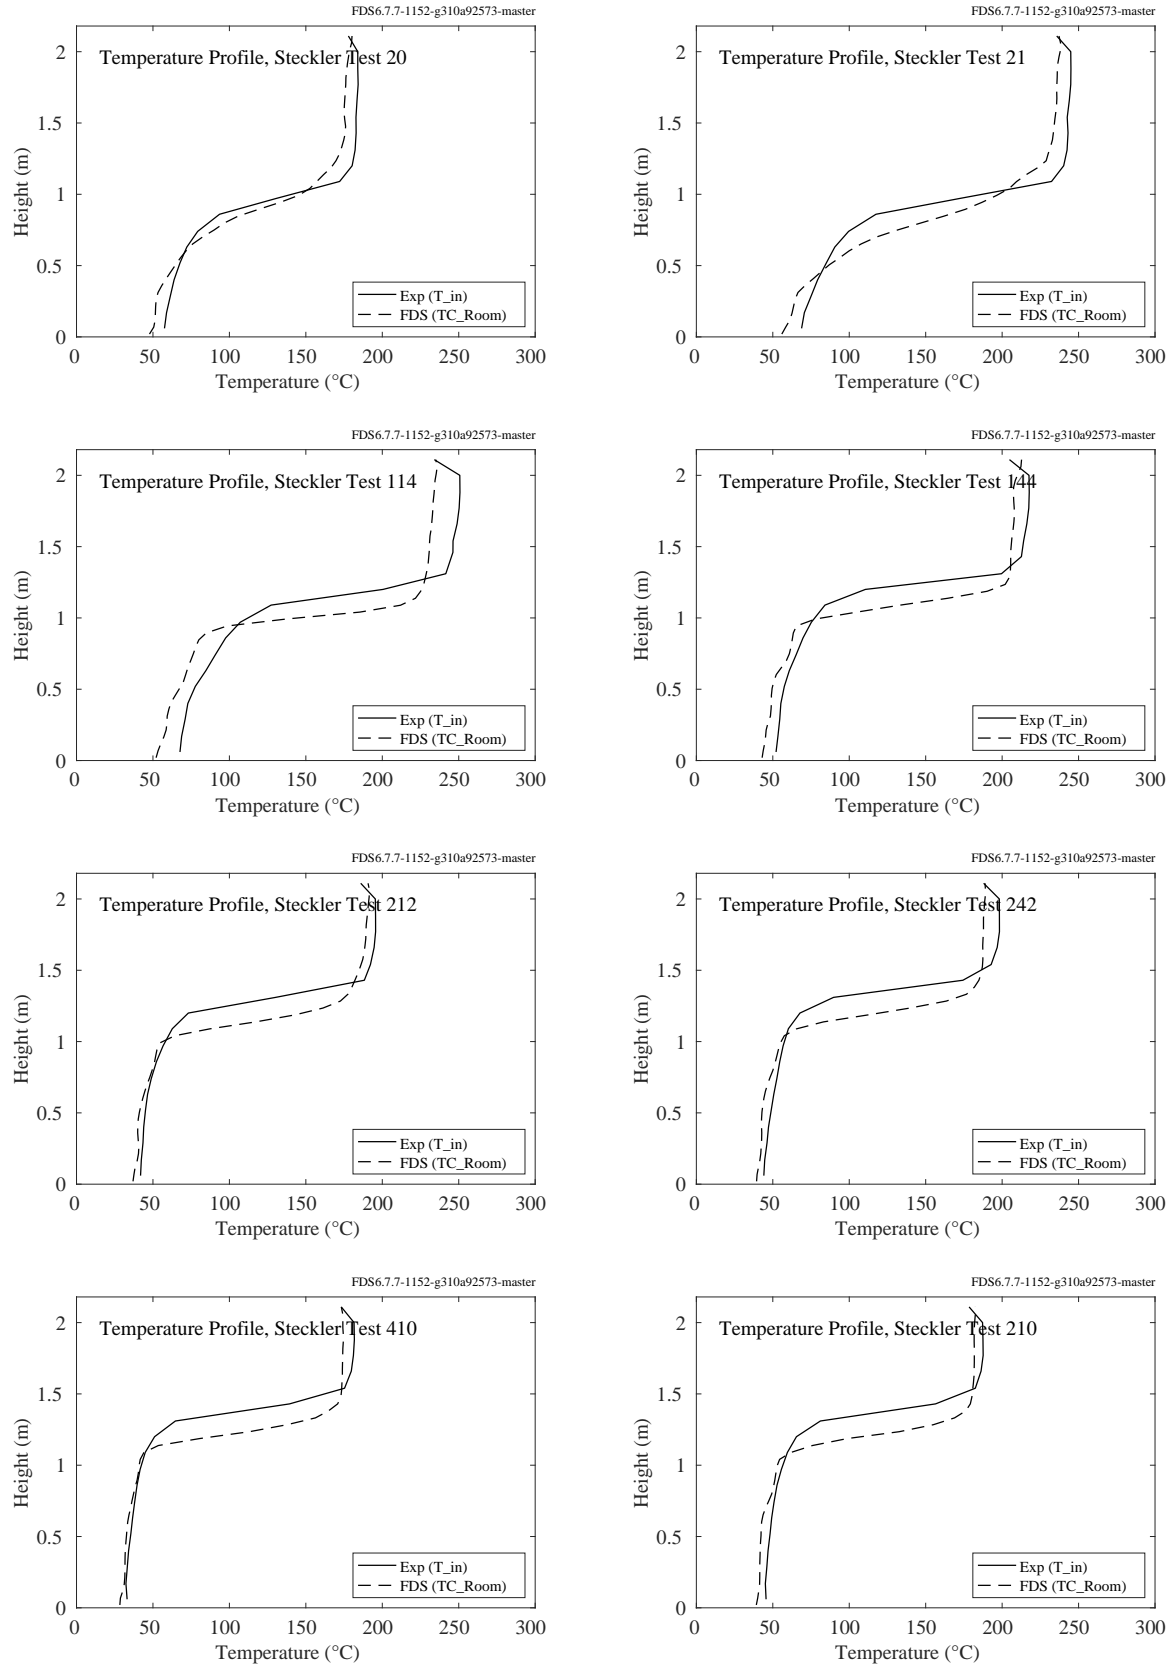 FDS6.7.7-1152-g310a92573-master
Temperature Profile, Steckler Test 20
Height (m)
2
1.5
1
0.5
0
Exp (T_in)
FDS (TC_Room)
0 50 100 150 200 250 300
Temperature (°C)
FDS6.7.7-1152-g310a92573-master
Temperature Profile, Steckler Test 21
Height (m)
2
1.5
1
0.5
0
Exp (T_in)
FDS (TC_Room)
0 50 100 150 200 250 300
Temperature (°C)
FDS6.7.7-1152-g310a92573-master
Temperature Profile, Steckler Test 114
Height (m)
2
1.5
1
0.5
0
Exp (T_in)
FDS (TC_Room)
0 50 100 150 200 250 300
Temperature (°C)
FDS6.7.7-1152-g310a92573-master
Temperature Profile, Steckler Test 144
Height (m)
2
1.5
1
0.5
0
Exp (T_in)
FDS (TC_Room)
0 50 100 150 200 250 300
Temperature (°C)
FDS6.7.7-1152-g310a92573-master
Temperature Profile, Steckler Test 212
Height (m)
2
1.5
1
0.5
0
Exp (T_in)
FDS (TC_Room)
0 50 100 150 200 250 300
Temperature (°C)
FDS6.7.7-1152-g310a92573-master
Temperature Profile, Steckler Test 242
Height (m)
2
1.5
1
0.5
0
Exp (T_in)
FDS (TC_Room)
0 50 100 150 200 250 300
Temperature (°C)
FDS6.7.7-1152-g310a92573-master
Temperature Profile, Steckler Test 410
Height (m)
2
1.5
1
0.5
0
Exp (T_in)
FDS (TC_Room)
0 50 100 150 200 250 300
Temperature (°C)
FDS6.7.7-1152-g310a92573-master
Temperature Profile, Steckler Test 210
Height (m)
2
1.5
1
0.5
0
Exp (T_in)
FDS (TC_Room)
0 50 100 150 200 250 300
Temperature (°C)